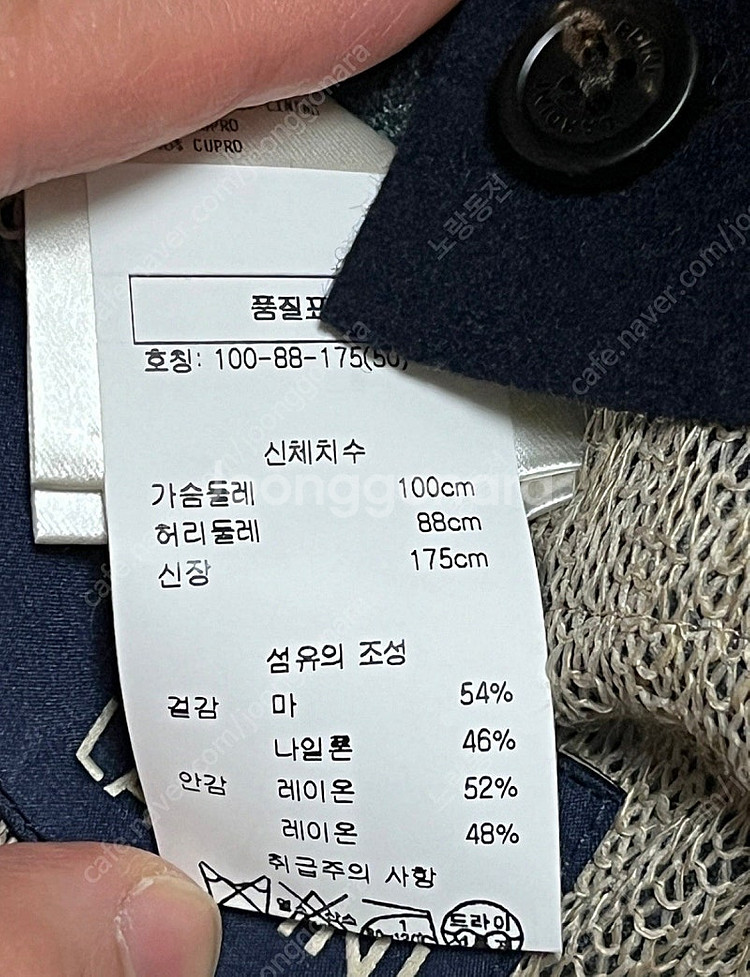 CUPRO
품질표
호칭: 100-88-175(50)
신체치수
가슴둘레 100cm
허리둘레 88cm
신장 175cm
섬유의 조성
겉감 마 54%
나일론 46%
안감 레이온 52%
레이온 48%
취급주의 사항
드라이
노랑동전
cafe.naver.com/joonggonara